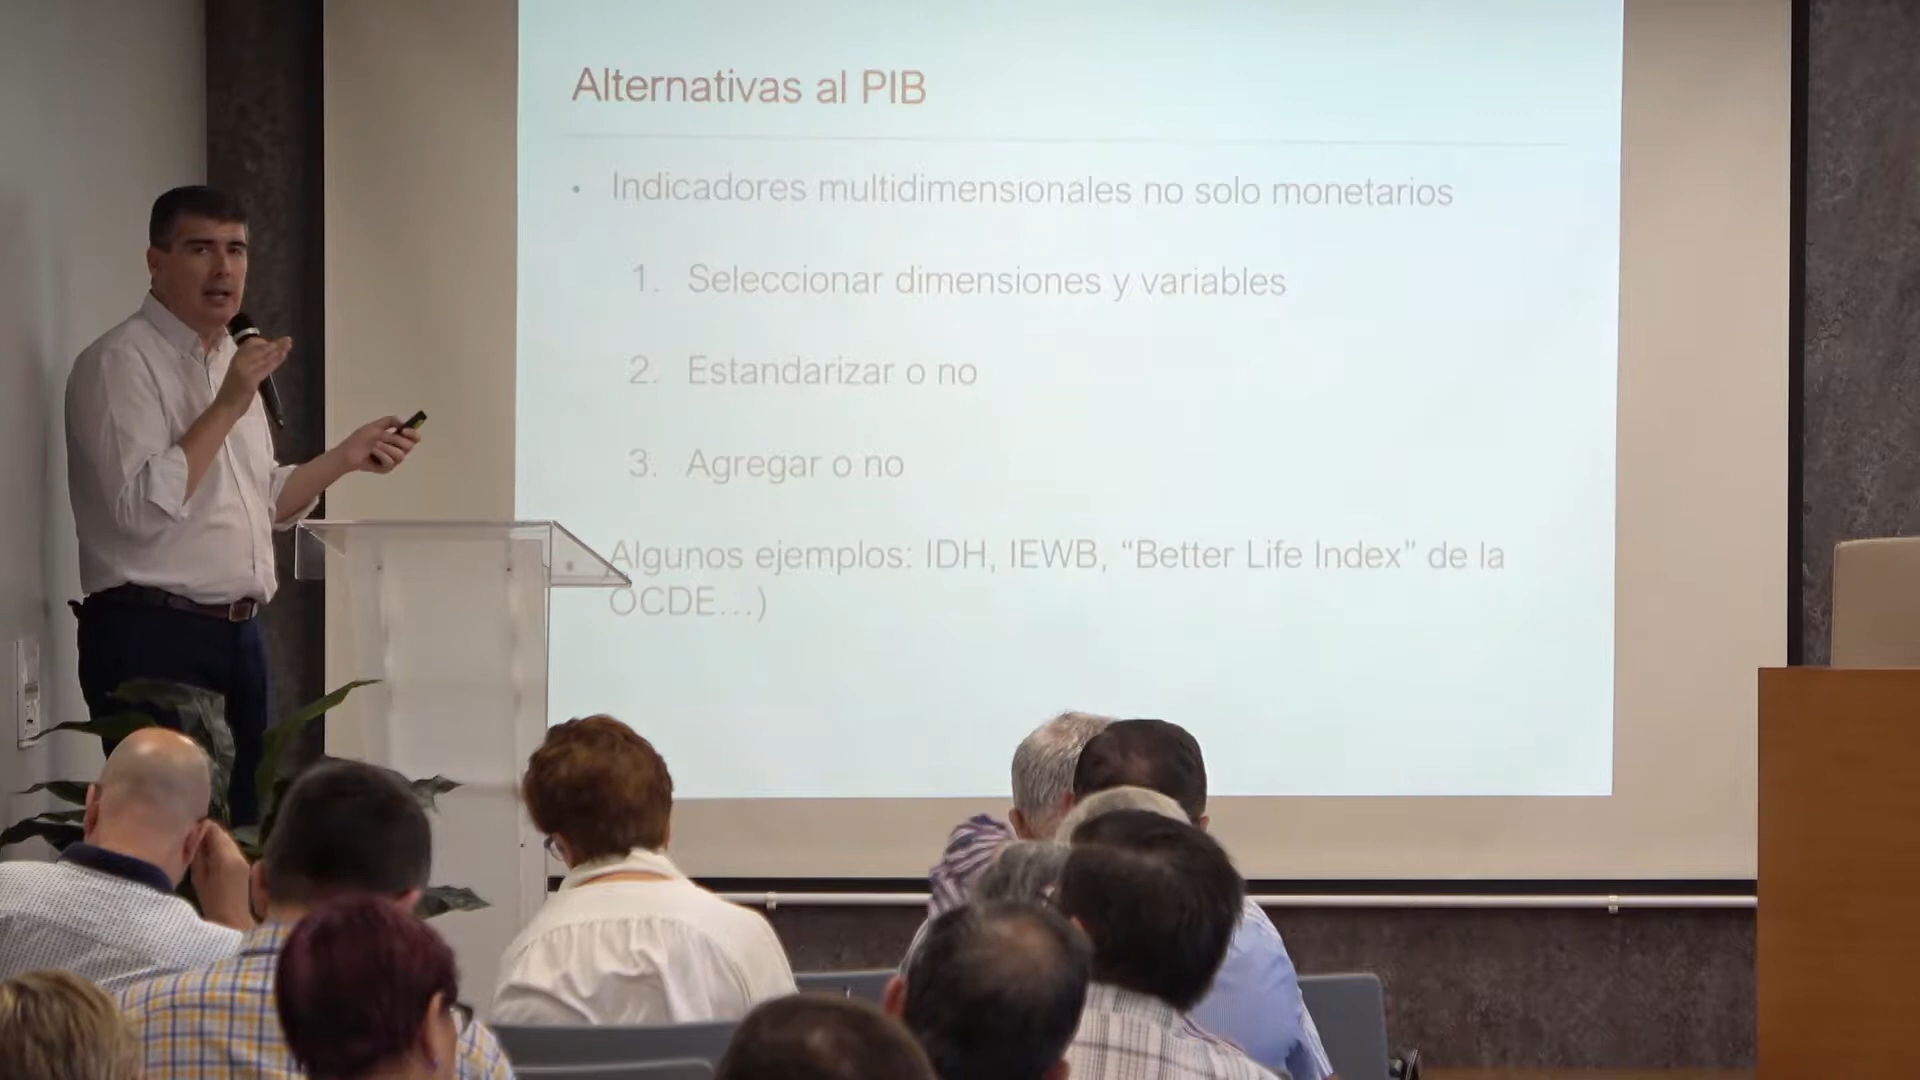 Alternativas al PIB
• Indicadores multidimensionales no solo monetarios
1. Seleccionar dimensiones y variables
2. Estandarizar o no
3. Agregar o no
Algunos ejemplos: IDH, IEWB, “Better Life Index” de la
OCDE…)